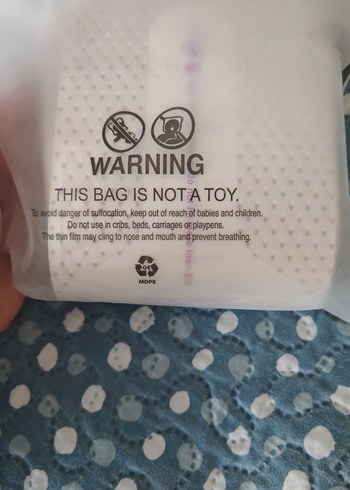 WARNING
THIS BAG IS NOT A TOY.
To avoid danger of suffocation, keep out of reach of babies and children.
Do not use in cribs, beds, carriages or playpens.
The thin film may cling to nose and mouth and prevent breathing.
04
MDPE